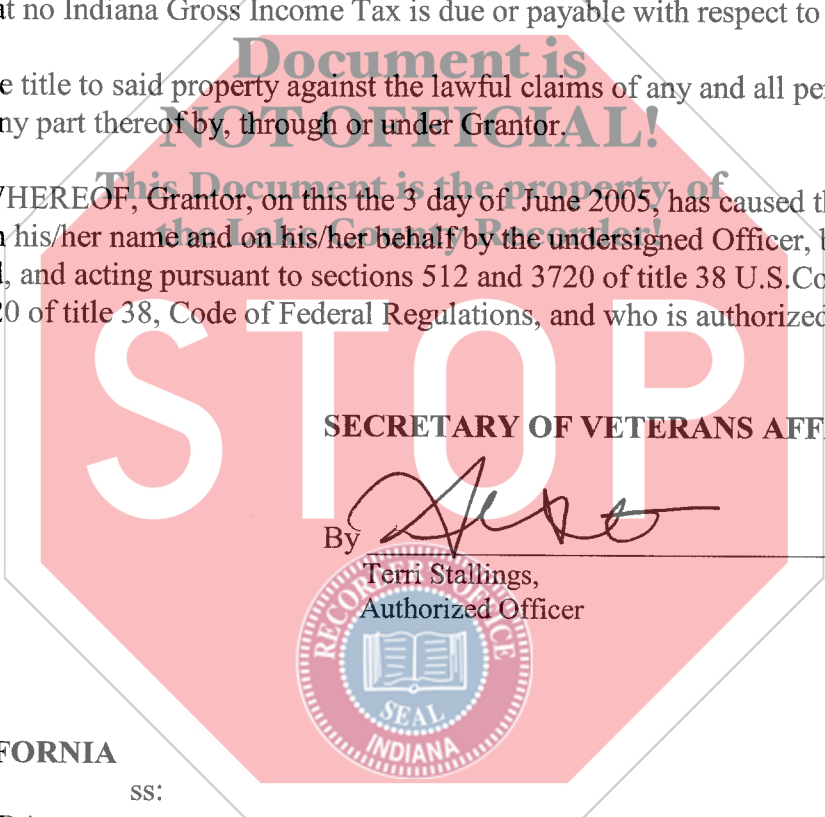 at no Indiana Gross Income Tax is due or payable with respect to
Document is
e title to said property against the lawful claims of any and all per
NOT OFFICIAL!
ny part thereof by, through or under Grantor.
This Document is the property of
WHEREOF, Grantor, on this the 3 day of June 2005, has caused th
the Lake County Recorder!
n his/her name and on his/her behalf by the undersigned Officer, b
d, and acting pursuant to sections 512 and 3720 of title 38 U.S.Co
20 of title 38, Code of Federal Regulations, and who is authorized
STOP
SECRETARY OF VETERANS AFF
By
Terri Stallings,
Authorized Officer
RECORDER'S OFFICE
SEAL
INDIANA
FORNIA
ss: